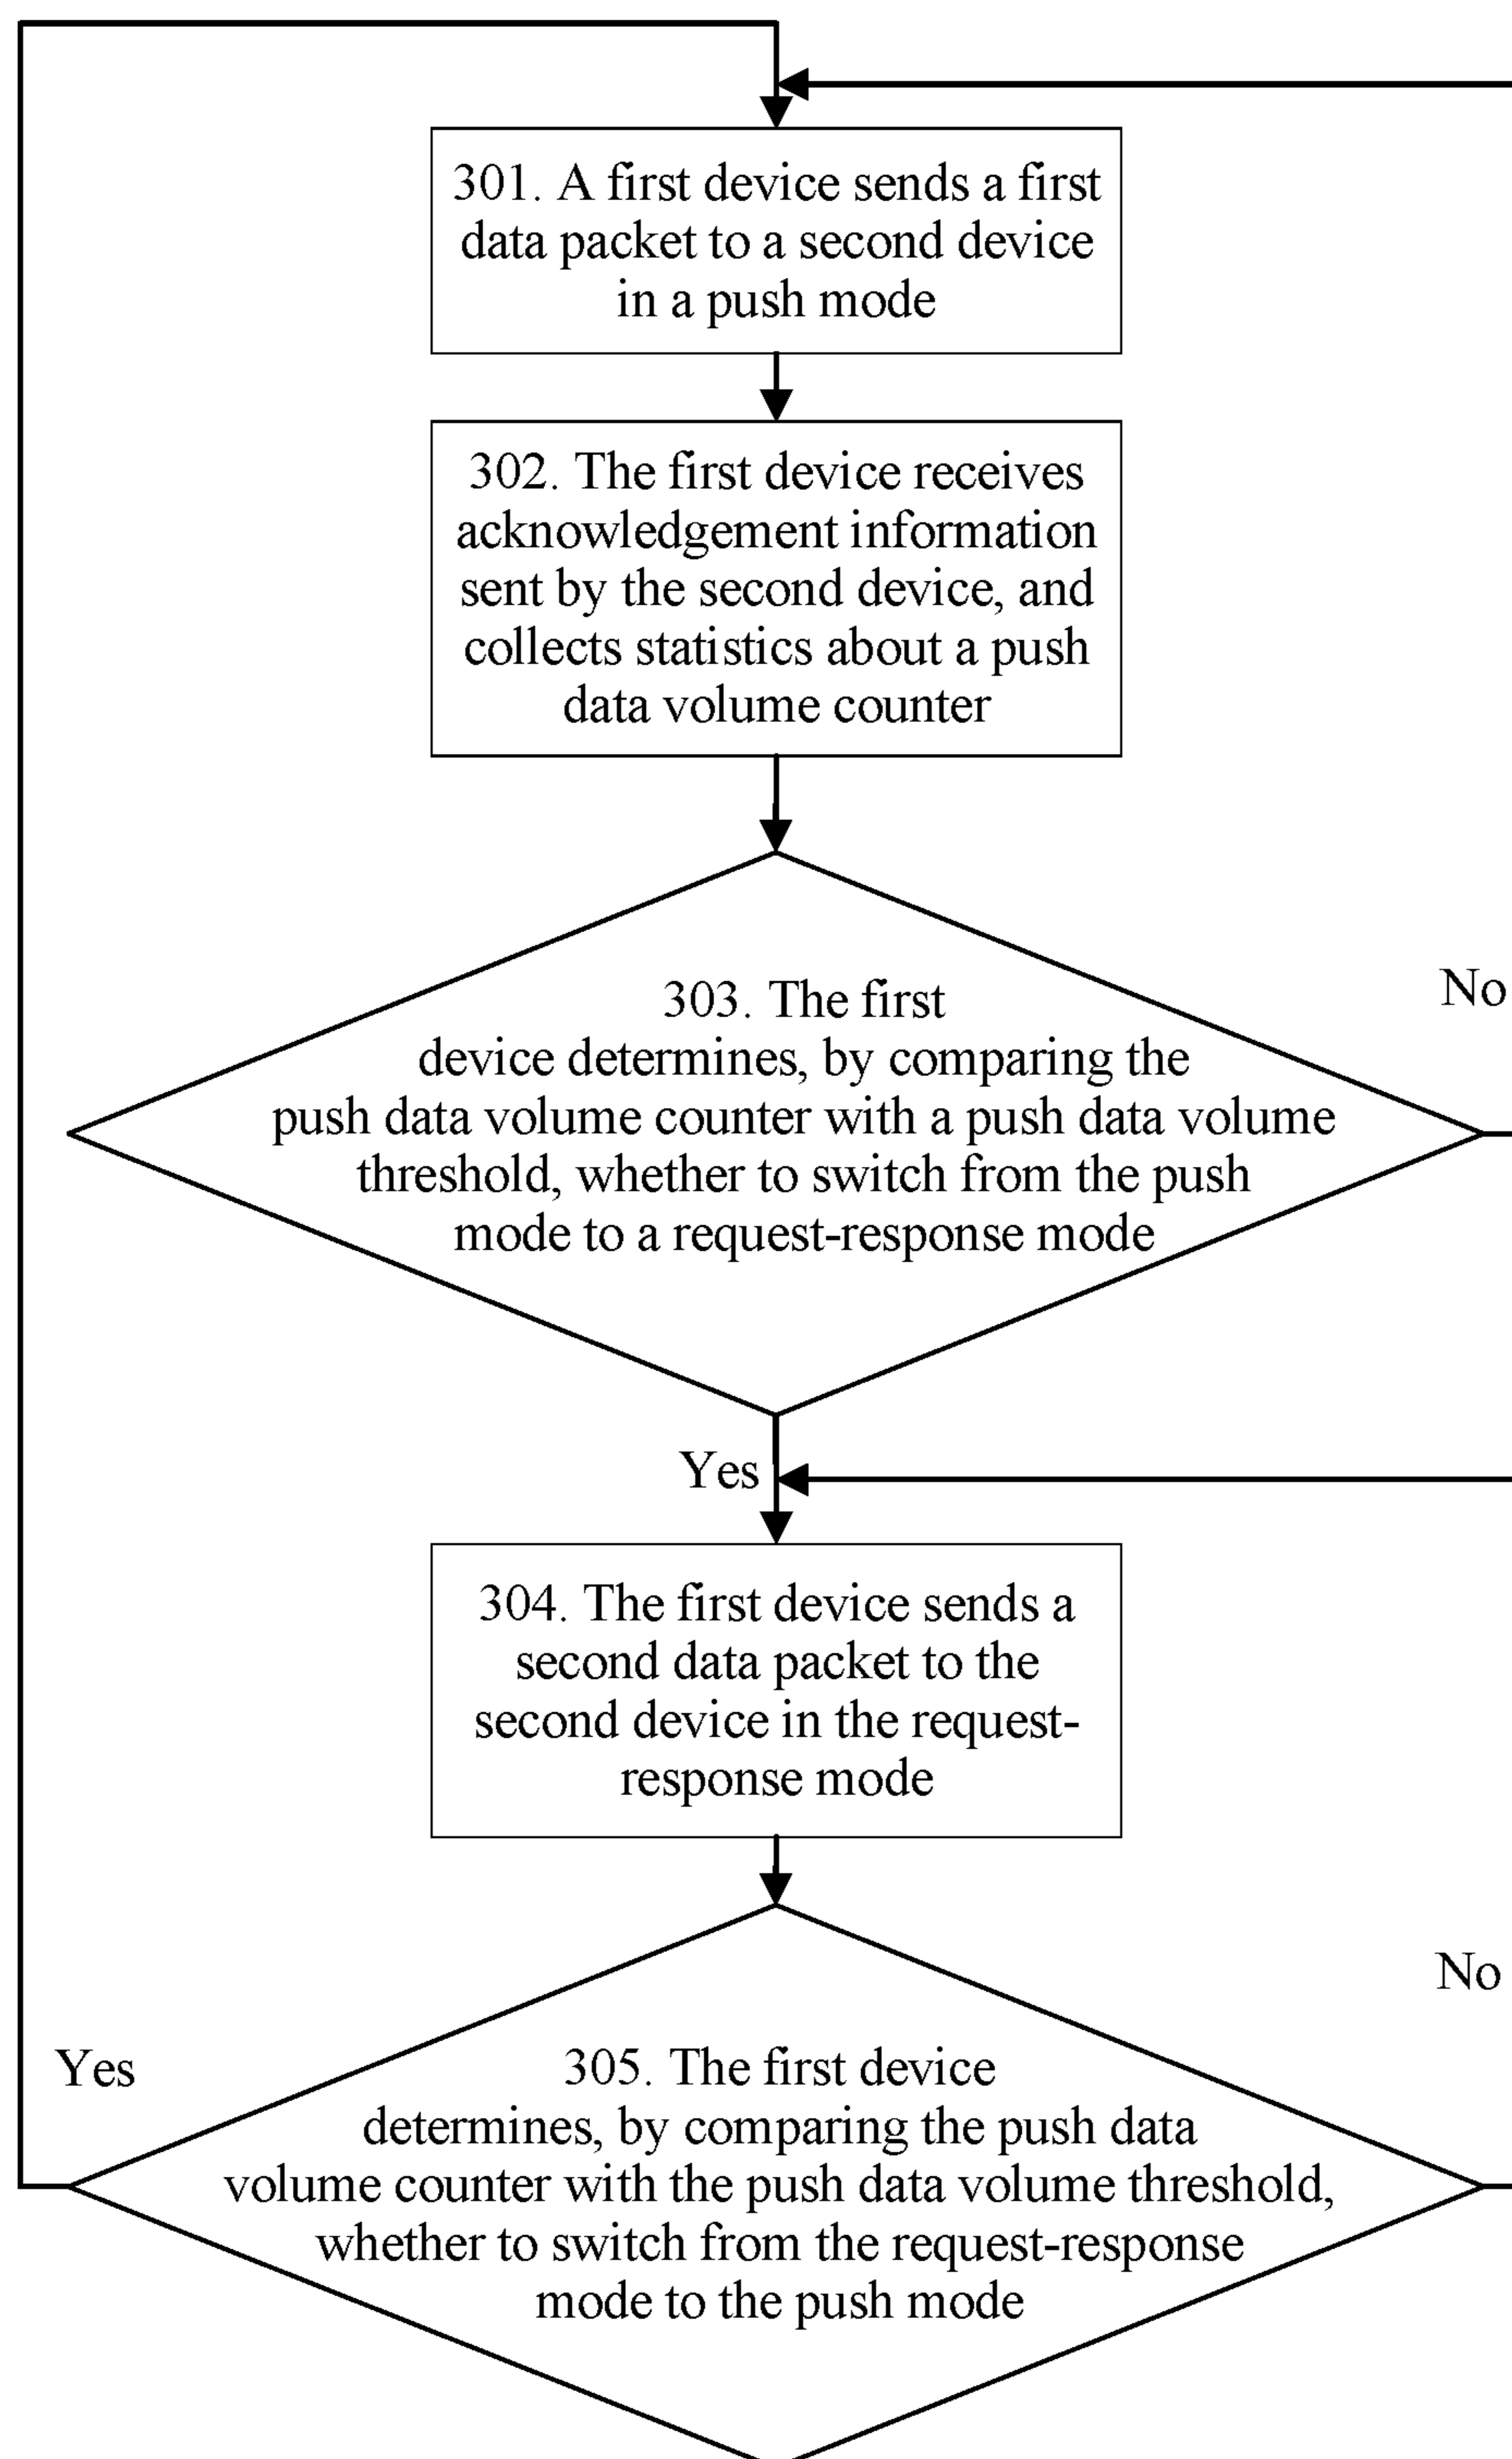 301. A first device sends a first
data packet to a second device
in a push mode
302. The first device receives
acknowledgement information
sent by the second device, and
collects statistics about a push
data volume counter
No
303. The first
device determines, by comparing the
push data volume counter with a push data volume
threshold, whether to switch from the push
mode to a request-response mode
Yes
304. The first device sends a
second data packet to the
second device in the request-
response mode
No
Yes
305. The first device
determines, by comparing the push data
volume counter with the push data volume threshold,
whether to switch from the request-response
mode to the push mode